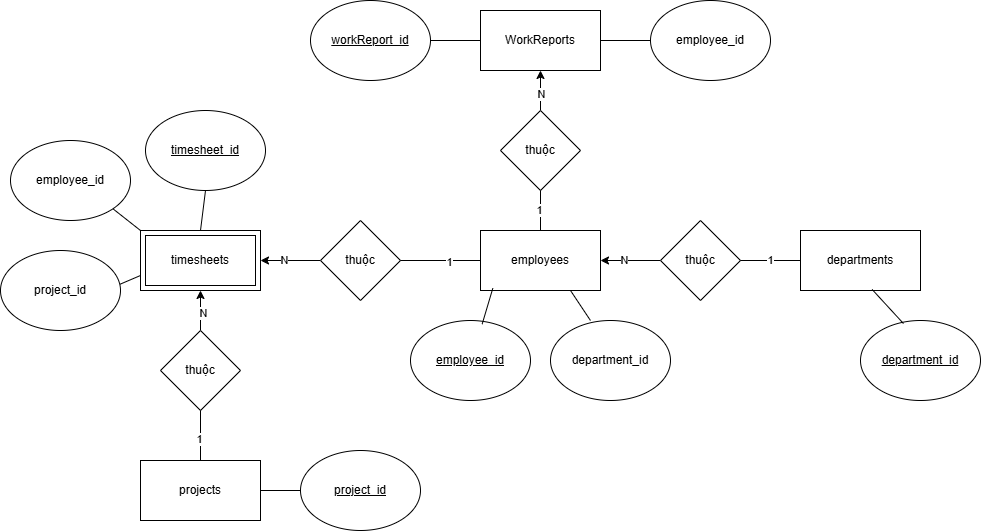 workReport_id
WorkReports
employee_id
N
thuộc
1
timesheet_id
employee_id
timesheets
project_id
N
thuộc
1
employees
N
thuộc
1
departments
employee_id
department_id
department_id
N
thuộc
1
projects
project_id